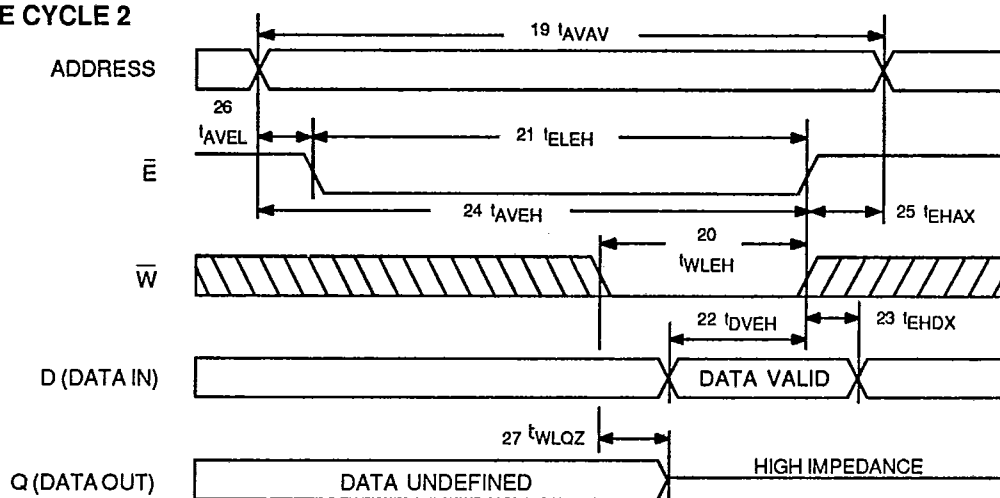 E CYCLE 2
19 tAVAV
ADDRESS
26
tAVEL
21 tELEH
E
24 tAVEH
25 tEHAX
20
tWLEH
W
22 tDVEH
23 tEHDX
D (DATA IN)
DATA VALID
27 tWLQZ
Q (DATA OUT)
DATA UNDEFINED
HIGH IMPEDANCE